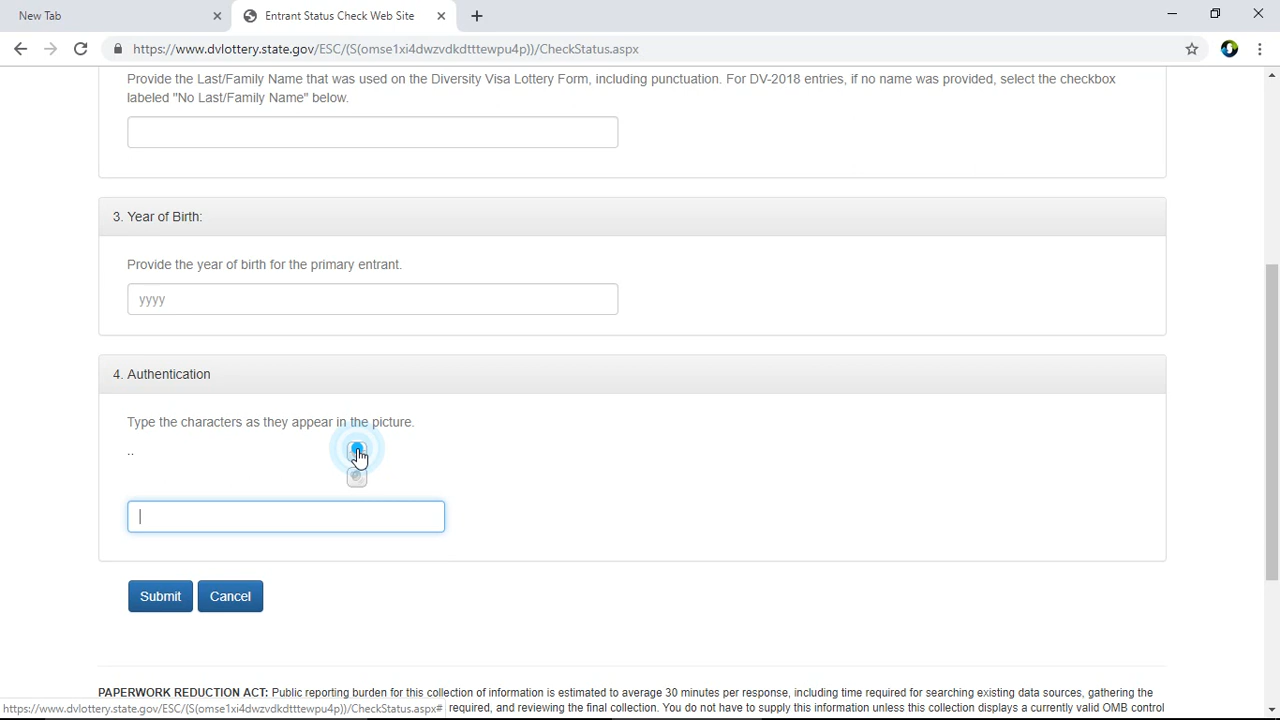 New Tab
Entrant Status Check Web Site
https://www.dvlottery.state.gov/ESC/(S(omse1xi4dwzvdkdtttewpu4p))/CheckStatus.aspx
Provide the Last/Family Name that was used on the Diversity Visa Lottery Form, including punctuation. For DV-2018 entries, if no name was provided, select the checkbox
labeled "No Last/Family Name" below.
3. Year of Birth:
Provide the year of birth for the primary entrant.
yyyy
4. Authentication
Type the characters as they appear in the picture.
..
Submit
Cancel
PAPERWORK REDUCTION ACT: Public reporting burden for this collection of information is estimated to average 30 minutes per response, including time required for searching existing data sources, gathering the
https://www.dvlottery.state.gov/ESC/(S(omse1xi4dwzvdkdtttewpu4p))/CheckStatus.aspx#
required, and reviewing the final collection. You do not have to supply this information unless this collection displays a currently valid OMB control